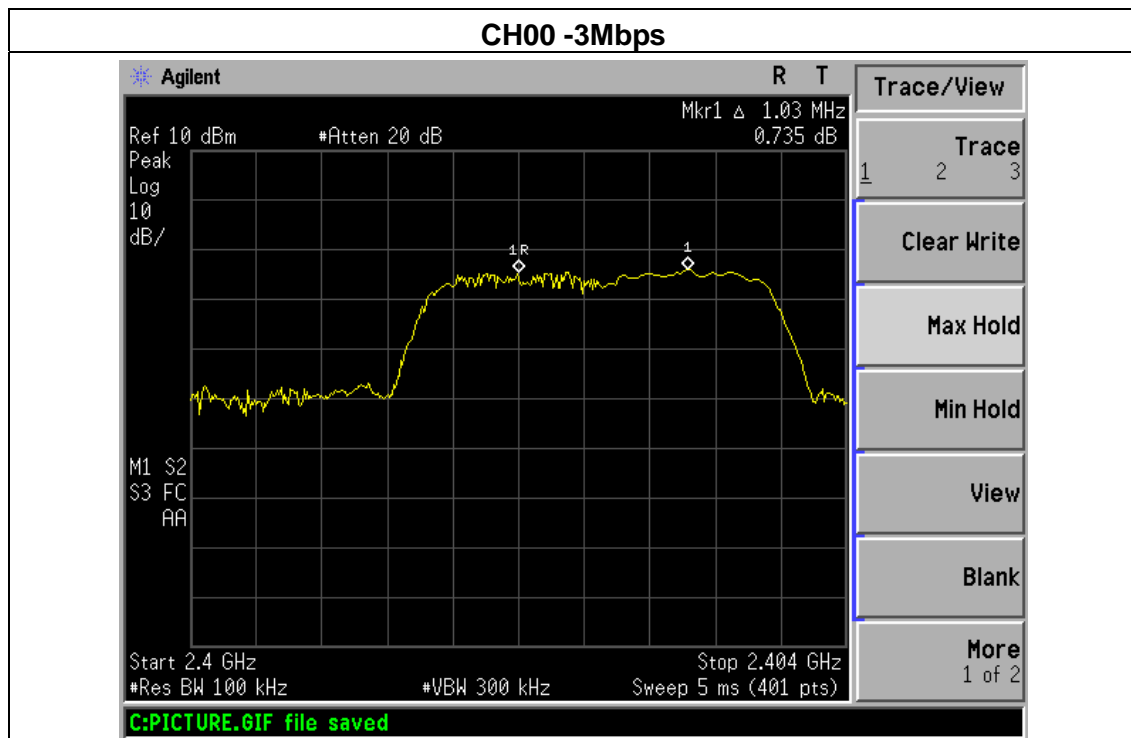 CH00 -3Mbps
Agilent R T
Mkr1 Δ 1.03 MHz
Ref 10 dBm #Atten 20 dB 0.735 dB
Peak
Log
10
dB/
1R
1
M1 S2
S3 FC
AA
Start 2.4 GHz Stop 2.404 GHz
#Res BW 100 kHz #VBW 300 kHz Sweep 5 ms (401 pts)
C:PICTURE.GIF file saved
Trace/View
Trace
1 2 3
Clear Write
Max Hold
Min Hold
View
Blank
More
1 of 2